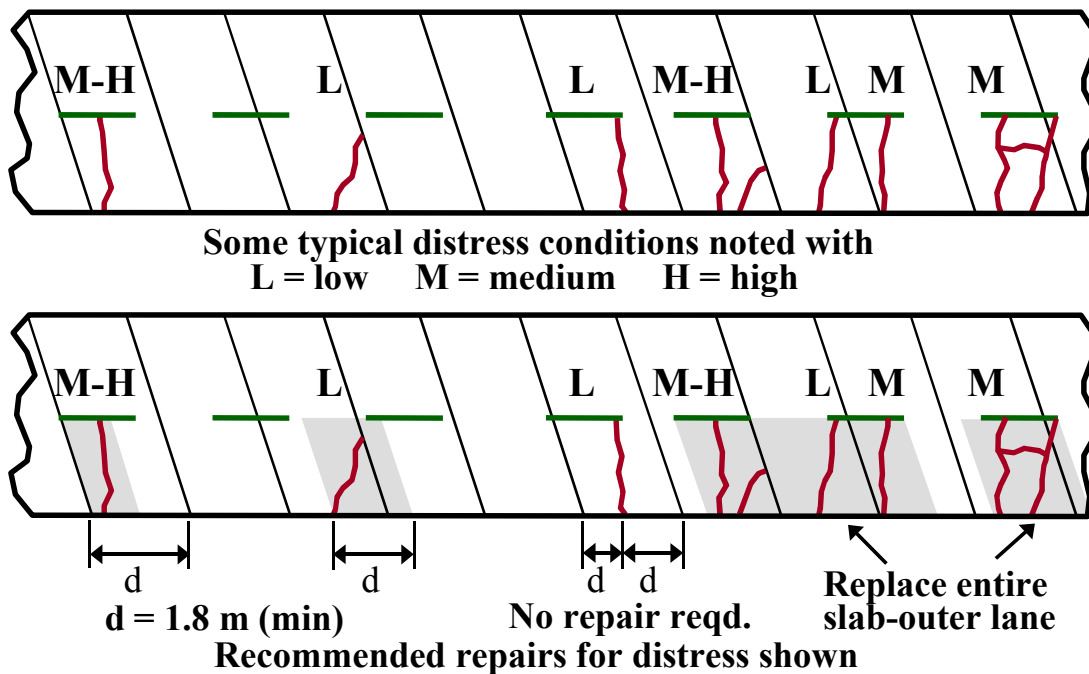 M-H L L M-H L M M
Some typical distress conditions noted with
L = low M = medium H = high
M-H L L M-H L M M
d d d d
d = 1.8 m (min)
No repair reqd.
Replace entire
slab-outer lane
Recommended repairs for distress shown